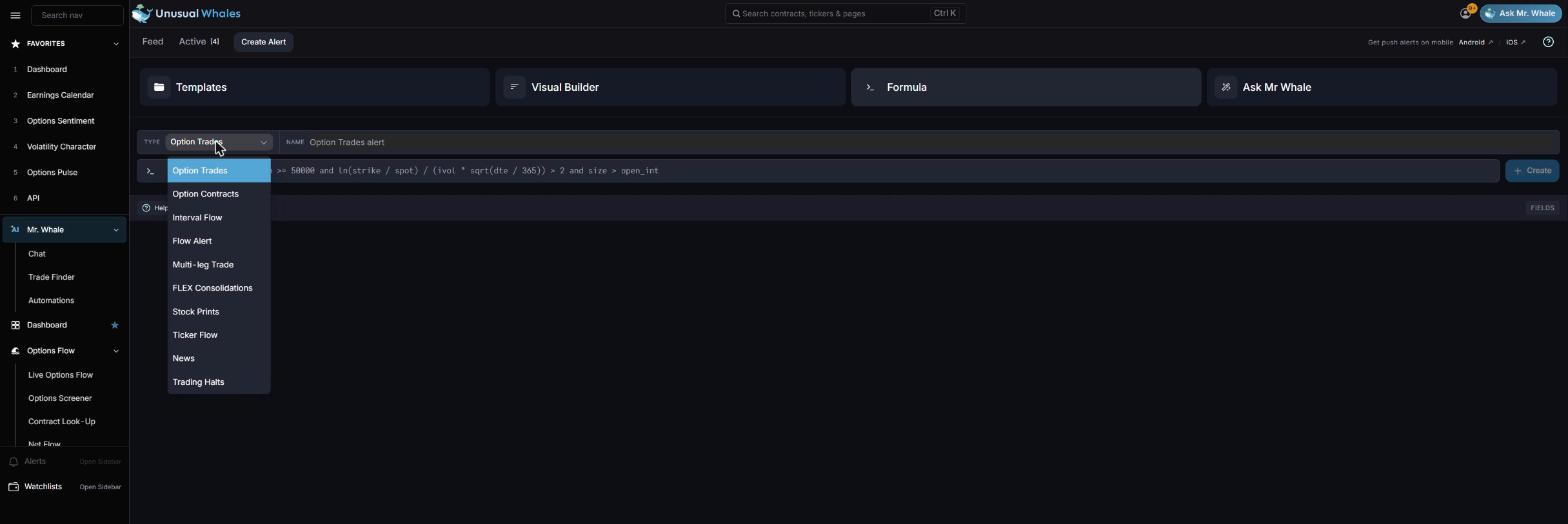 Search nav
Unusual Whales
Search contracts, tickers & pages
Ctrl K
9+
Ask Mr. Whale
Feed
Active (4)
Create Alert
Get push alerts on mobile Android ↗ / iOS ↗
FAVORITES
1 Dashboard
2 Earnings Calendar
3 Options Sentiment
4 Volatility Character
5 Options Pulse
6 API
AI Mr. Whale
Chat
Trade Finder
Automations
Dashboard
Options Flow
Live Options Flow
Options Screener
Contract Look-Up
Net Flow
Alerts Open Sidebar
Watchlists Open Sidebar
Templates
Visual Builder
Formula
Ask Mr Whale
TYPE Option Trades
NAME Option Trades alert
>= 50000 and ln(strike / spot) / (ivol * sqrt(dte / 365)) > 2 and size > open_int
+ Create
Help
FIELDS
Option Trades
Option Contracts
Interval Flow
Flow Alert
Multi-leg Trade
FLEX Consolidations
Stock Prints
Ticker Flow
News
Trading Halts